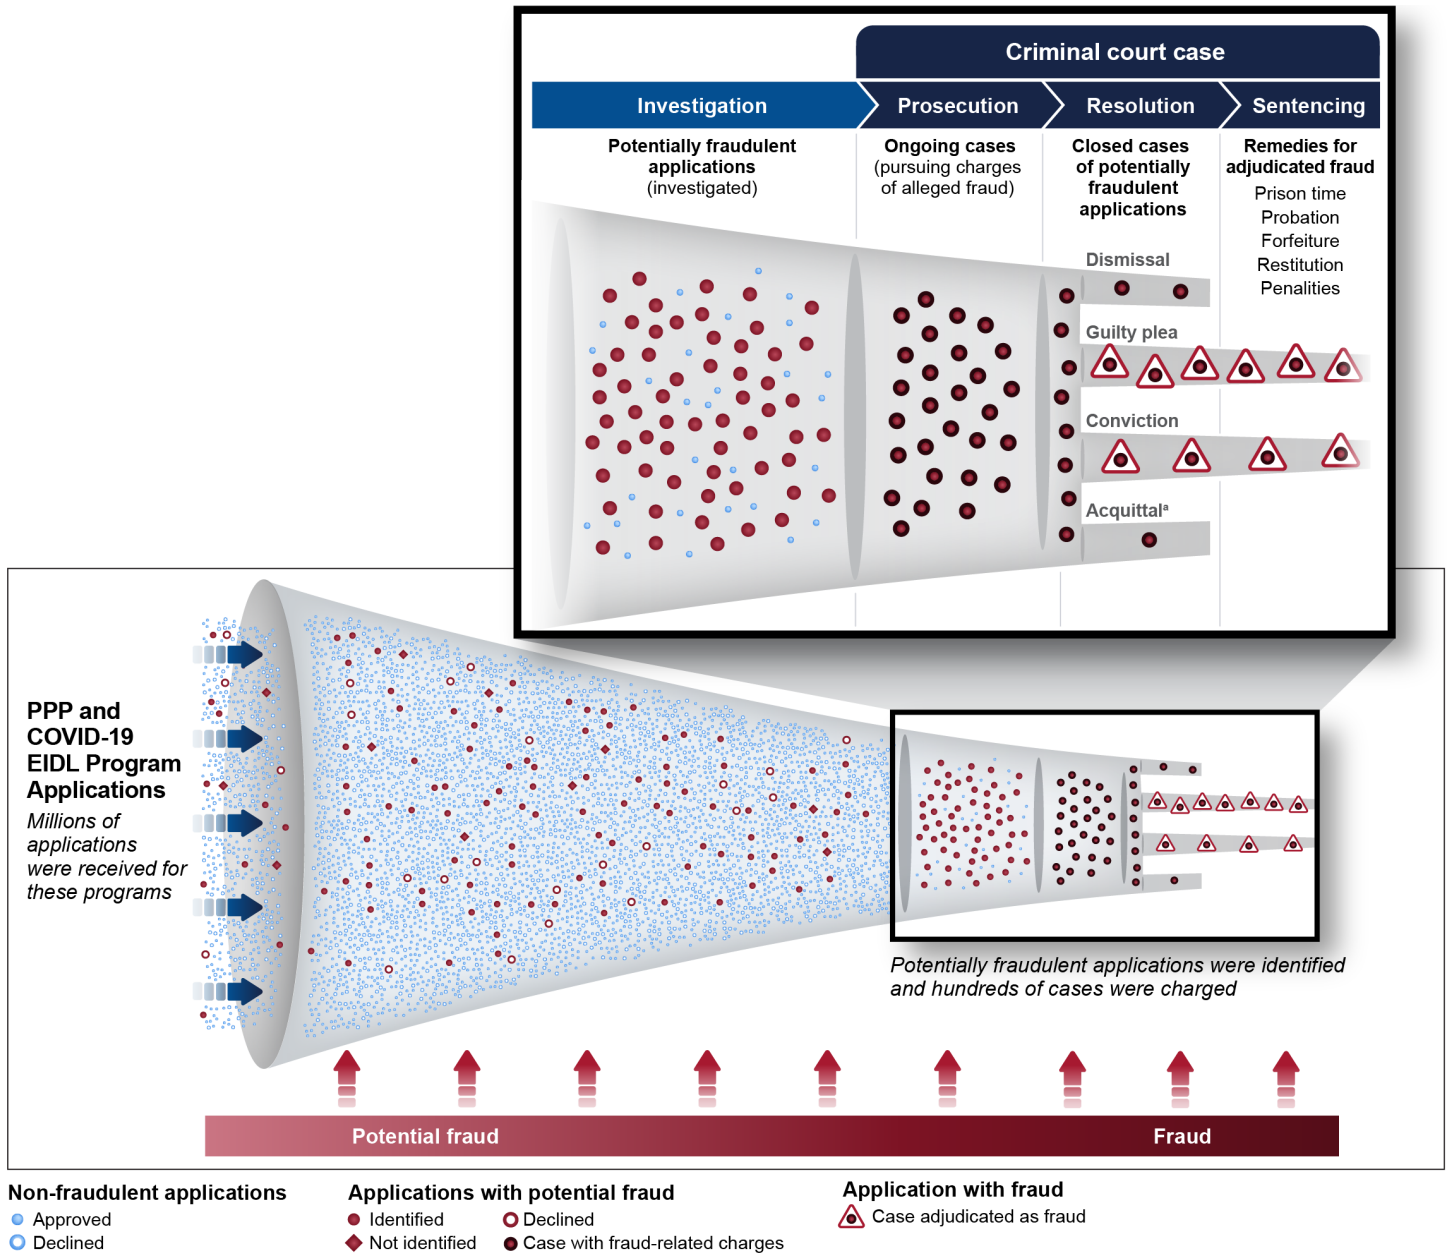 Criminal court case
Investigation
Prosecution
Resolution
Sentencing
Potentially fraudulent
applications
(investigated)
Ongoing cases
(pursuing charges
of alleged fraud)
Closed cases
of potentially
fraudulent
applications
Remedies for
adjudicated fraud
Prison time
Probation
Forfeiture
Restitution
Penalities
Dismissal
Guilty plea
Conviction
Acquittalᵃ
PPP and
COVID-19
EIDL Program
Applications
Millions of
applications
were received for
these programs
Potentially fraudulent applications were identified
and hundreds of cases were charged
Potential fraud
Fraud
Non-fraudulent applications
Approved
Declined
Applications with potential fraud
Identified
Declined
Not identified
Case with fraud-related charges
Application with fraud
Case adjudicated as fraud